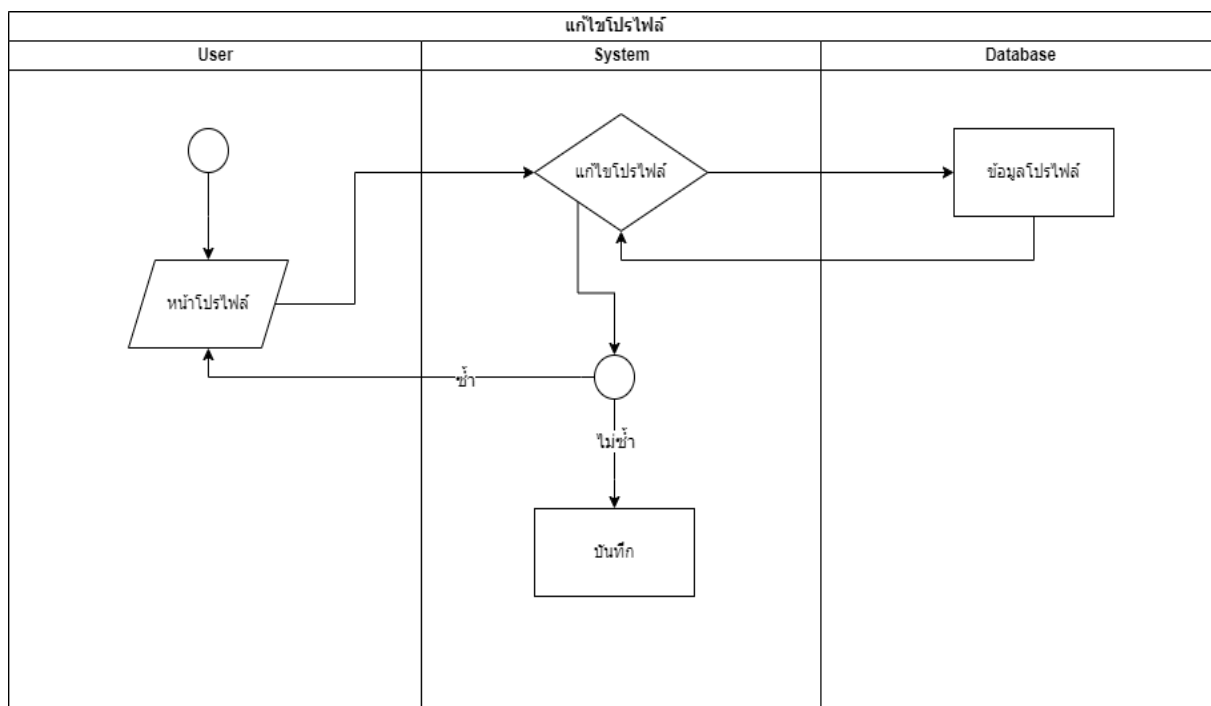 แก้ไขโปรไฟล์
User
System
Database
แก้ไขโปรไฟล์
ข้อมูลโปรไฟล์
หน้าโปรไฟล์
ซ้ำ
ไม่ซ้ำ
บันทึก